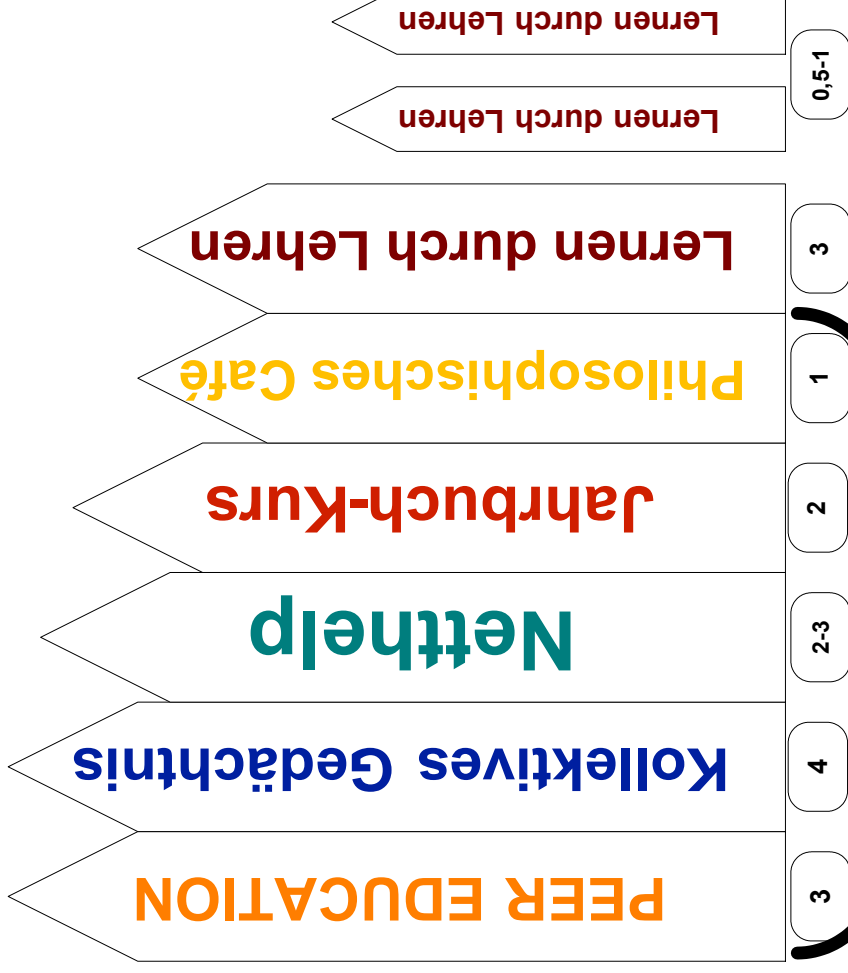 Lernen durch Lehren
0,5-1
Lernen durch Lehren
Lernen durch Lehren
3
Philosophisches Café
1
Jahrbuch-Kurs
2
Netthelp
2-3
Kollektives Gedächtnis
4
PEER EDUCATION
3